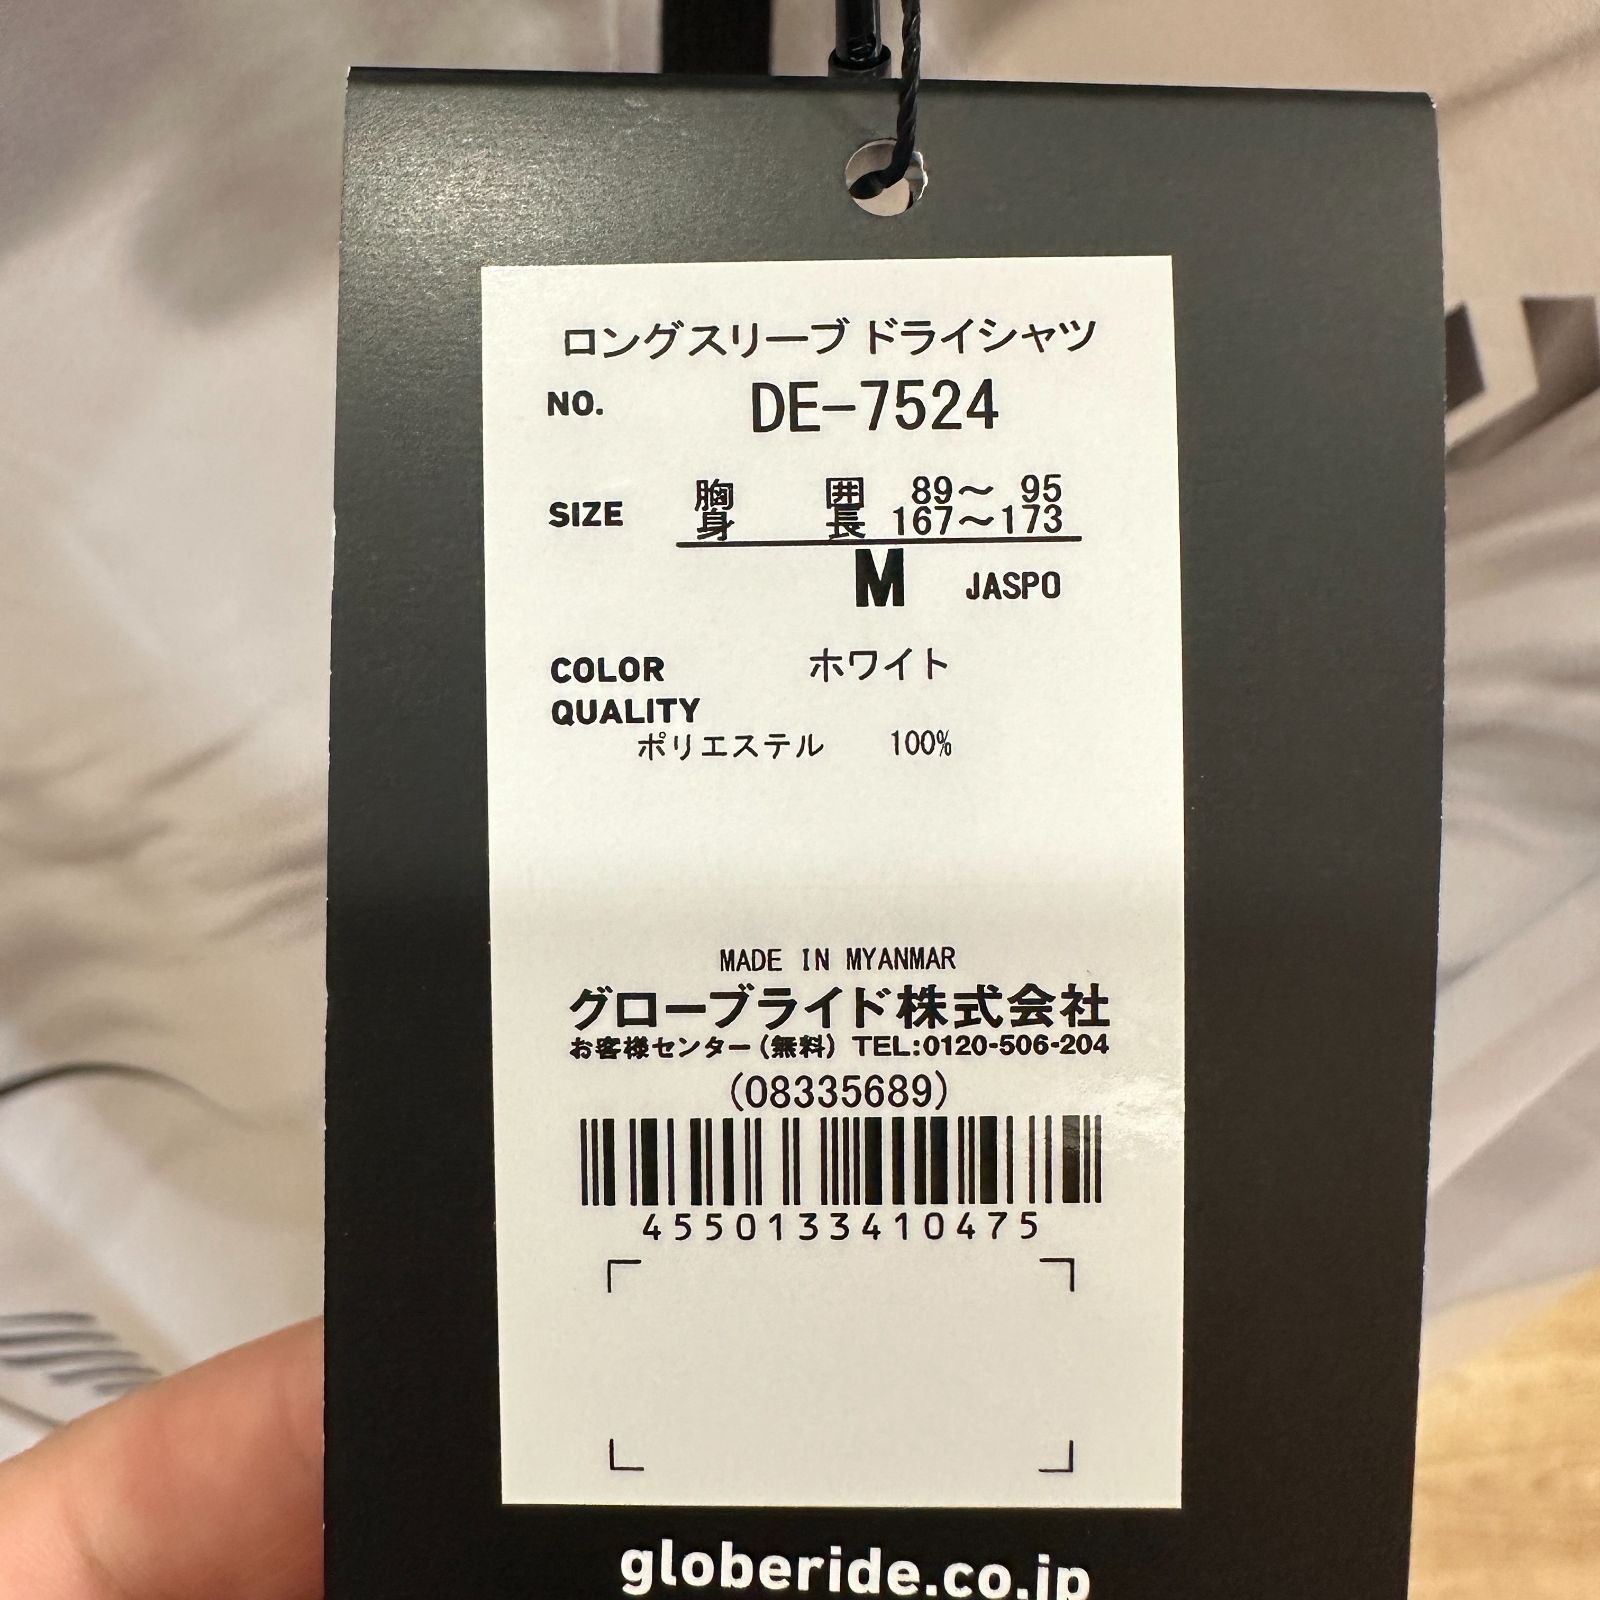 ロングスリーブ ドライシャツ
NO. DE-7524
胸 囲 89〜 95
SIZE 身 長 167〜173
M JASPO
COLOR ホワイト
QUALITY
ポリエステル 100%
MADE IN MYANMAR
グローブライド株式会社
お客様センター(無料) TEL:0120-506-204
(08335689)
4550133410475
globeride.co.jp